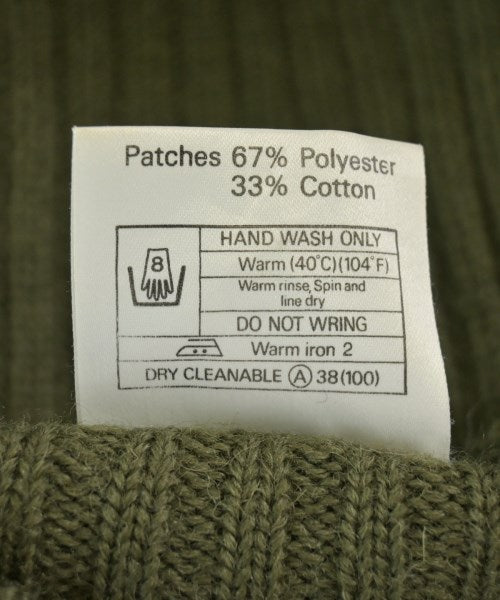 Patches 67% Polyester
33% Cotton
8
HAND WASH ONLY
Warm (40°C)(104°F)
Warm rinse, Spin and
line dry
DO NOT WRING
Warm iron 2
DRY CLEANABLE Ⓐ 38(100)